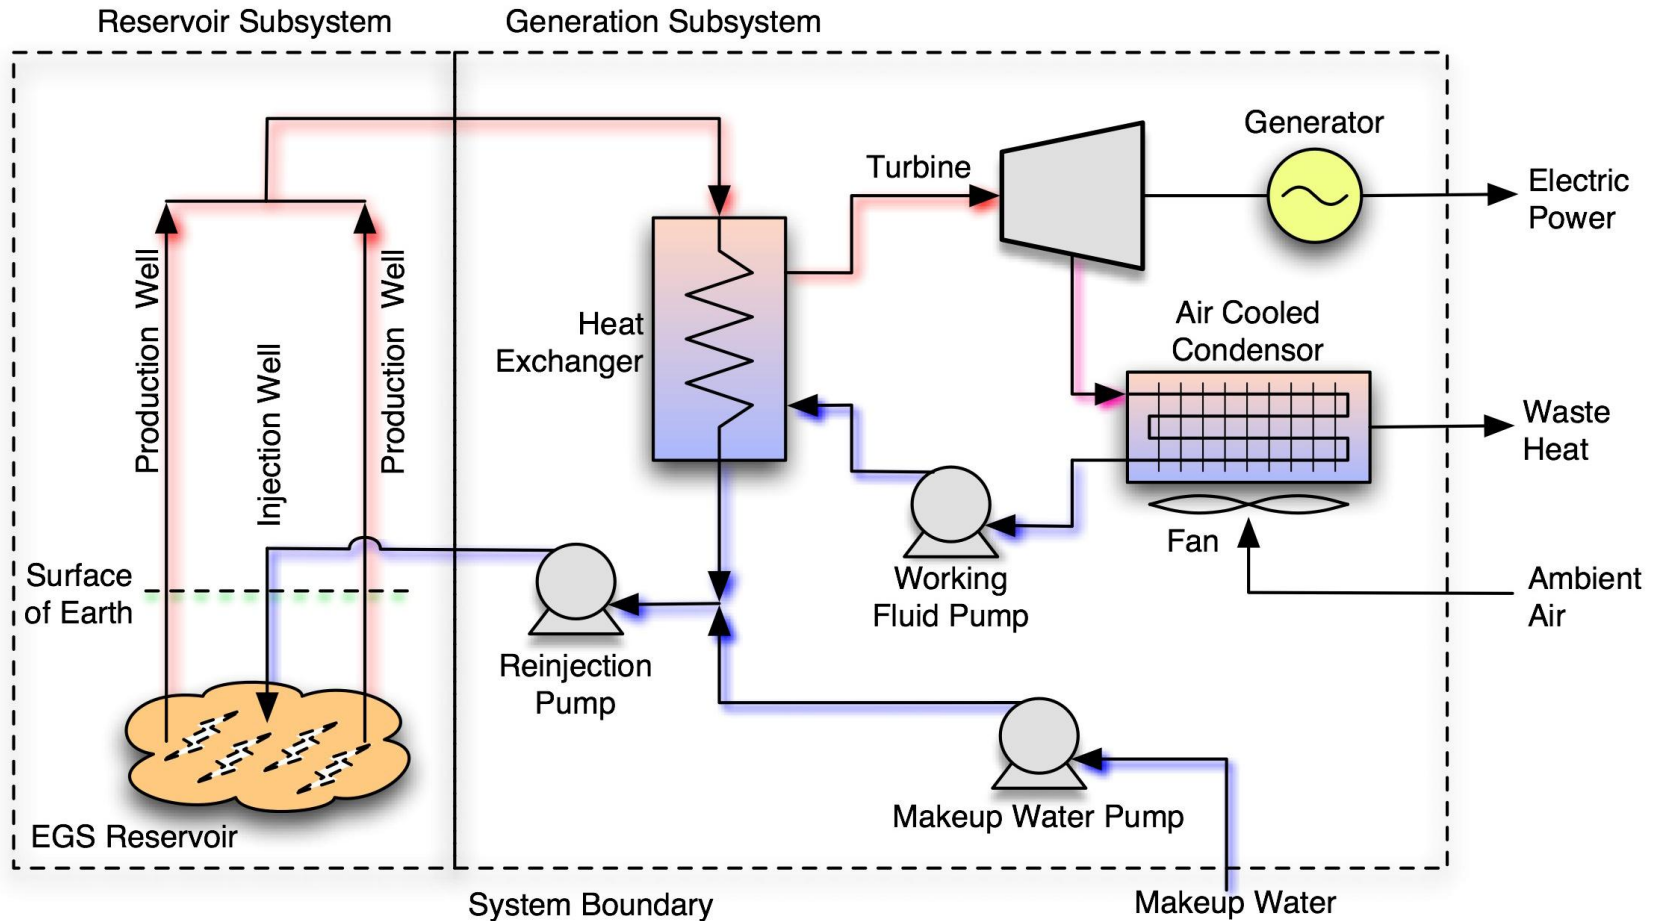 Reservoir Subsystem
Generation Subsystem
Generator
Turbine
Electric
Power
Production Well
Production Well
Injection Well
Heat
Exchanger
Air Cooled
Condensor
Waste
Heat
Fan
Surface
of Earth
Working
Fluid Pump
Ambient
Air
Reinjection
Pump
Makeup Water Pump
EGS Reservoir
System Boundary
Makeup Water